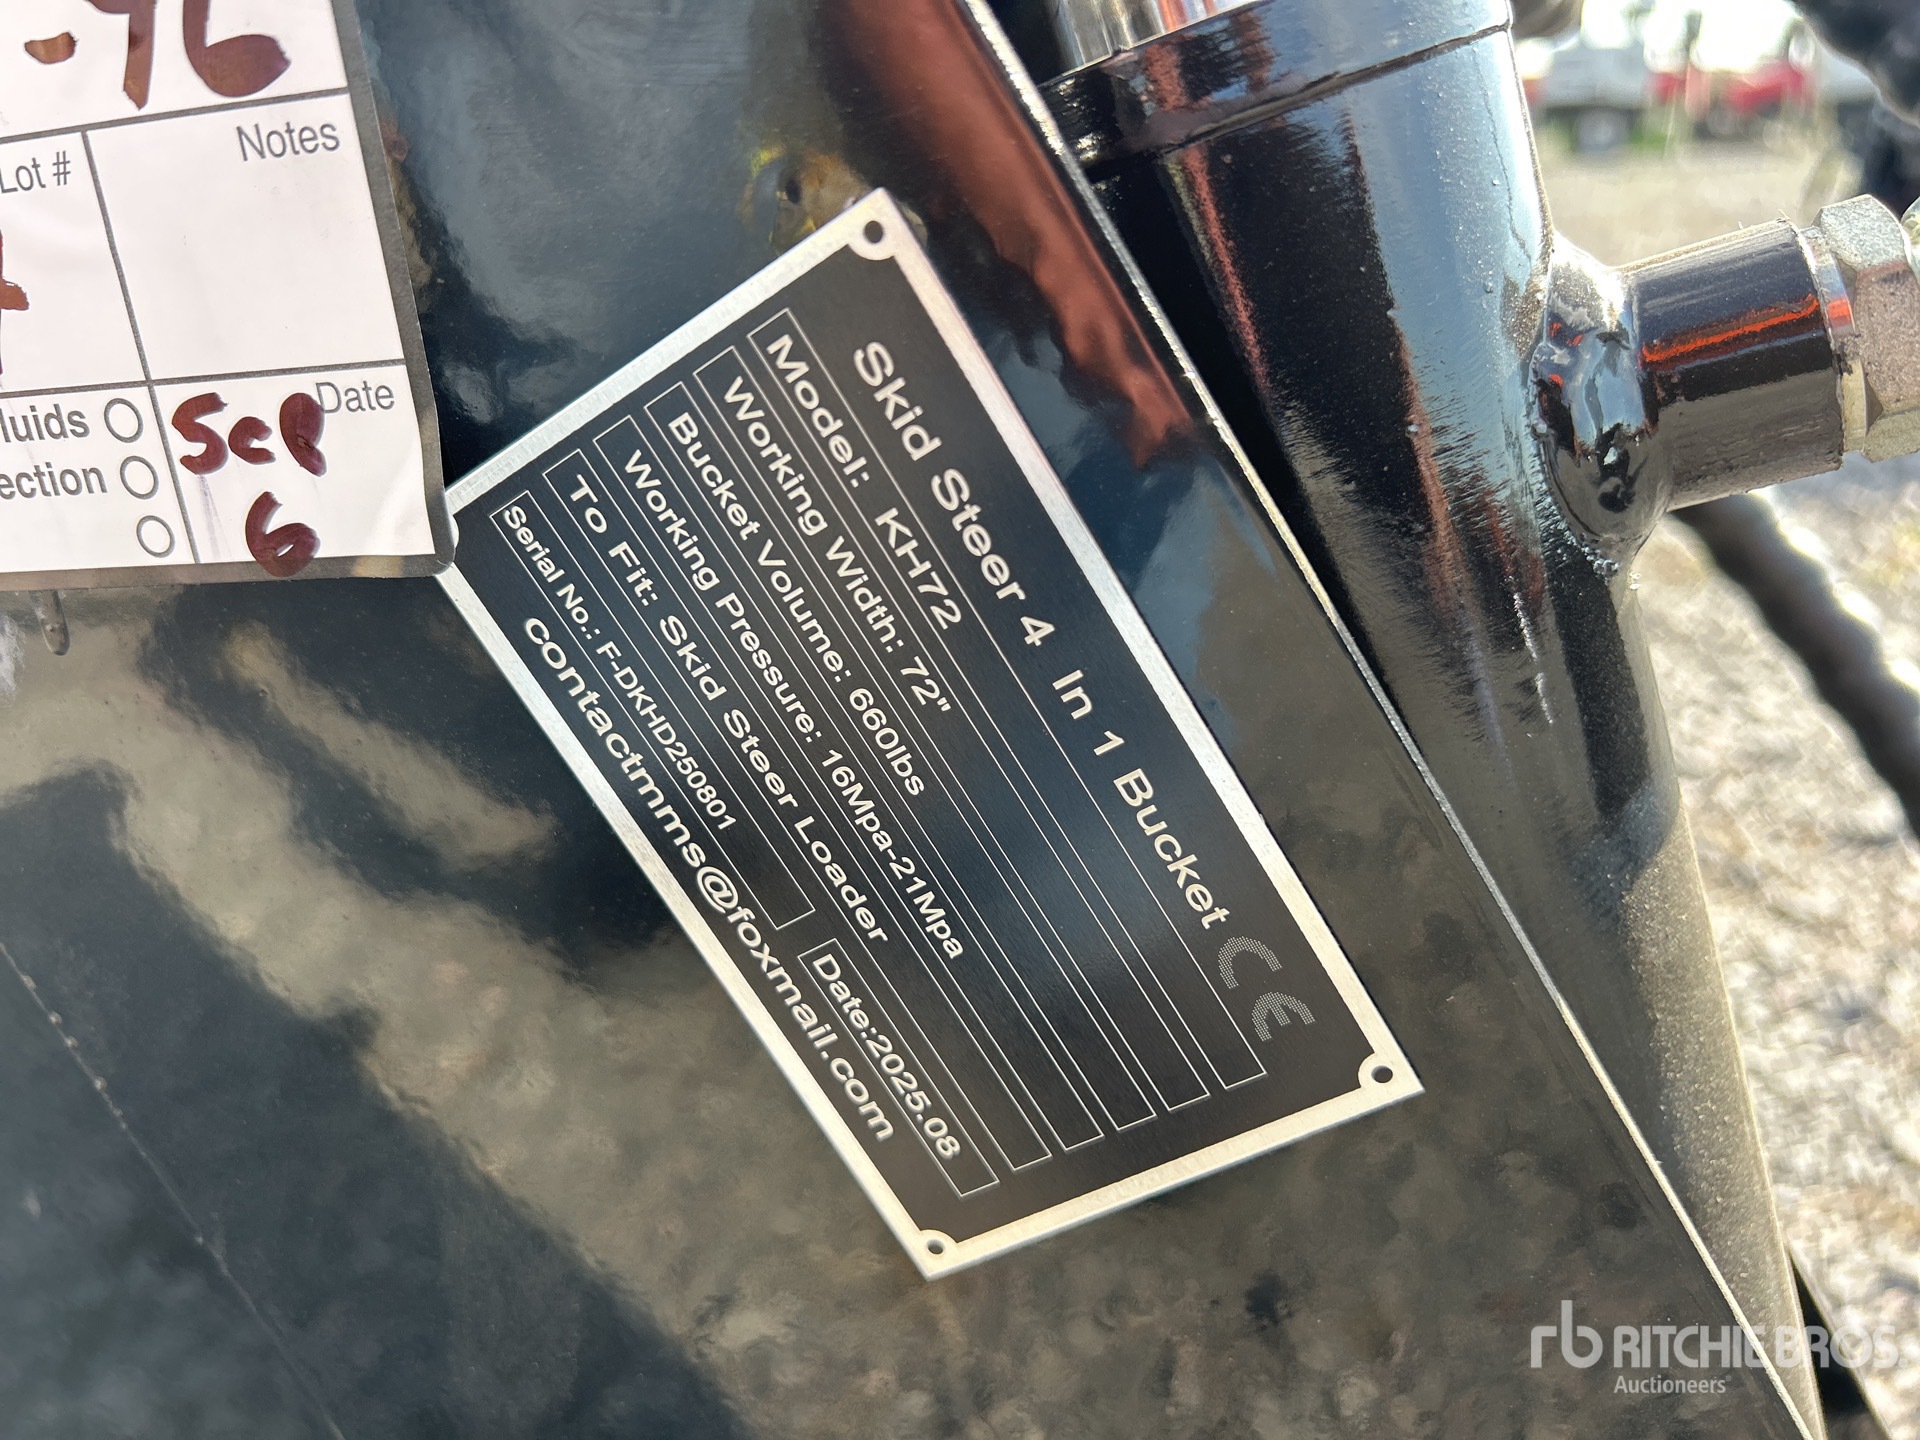 -46
Notes
Lot #
Date
luids
ection
Sep
6
Skid Steer 4 In 1 Bucket CE
Model: KH72
Working Width: 72"
Bucket Volume: 660lbs
Working Pressure: 16Mpa-21Mpa
To Fit: Skid Steer Loader
Serial No.: F-DKHD250801 Date:2025.08
contactmms@foxmail.com
rb RITCHIE BROS.
Auctioneers